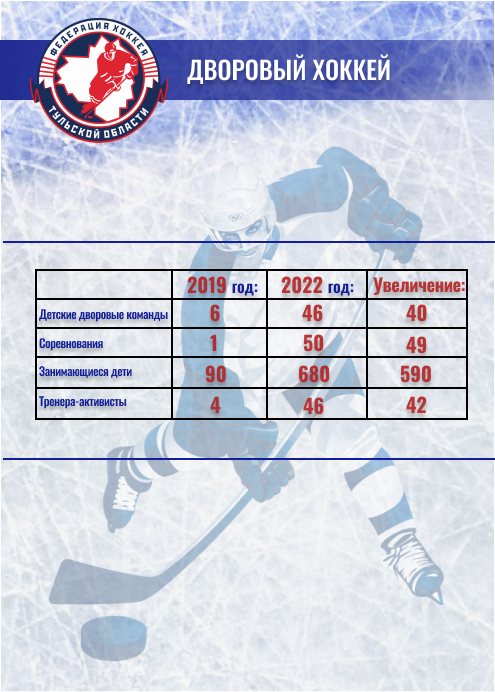 ФЕДЕРАЦИЯ ХОККЕЯ
ТУЛЬСКОЙ ОБЛАСТИ
ДВОРОВЫЙ ХОККЕЙ
2019 год: 2022 год: Увеличение:
Детские дворовые команды 6 46 40
Соревнования 1 50 49
Занимающиеся дети 90 680 590
Тренера-активисты 4 46 42